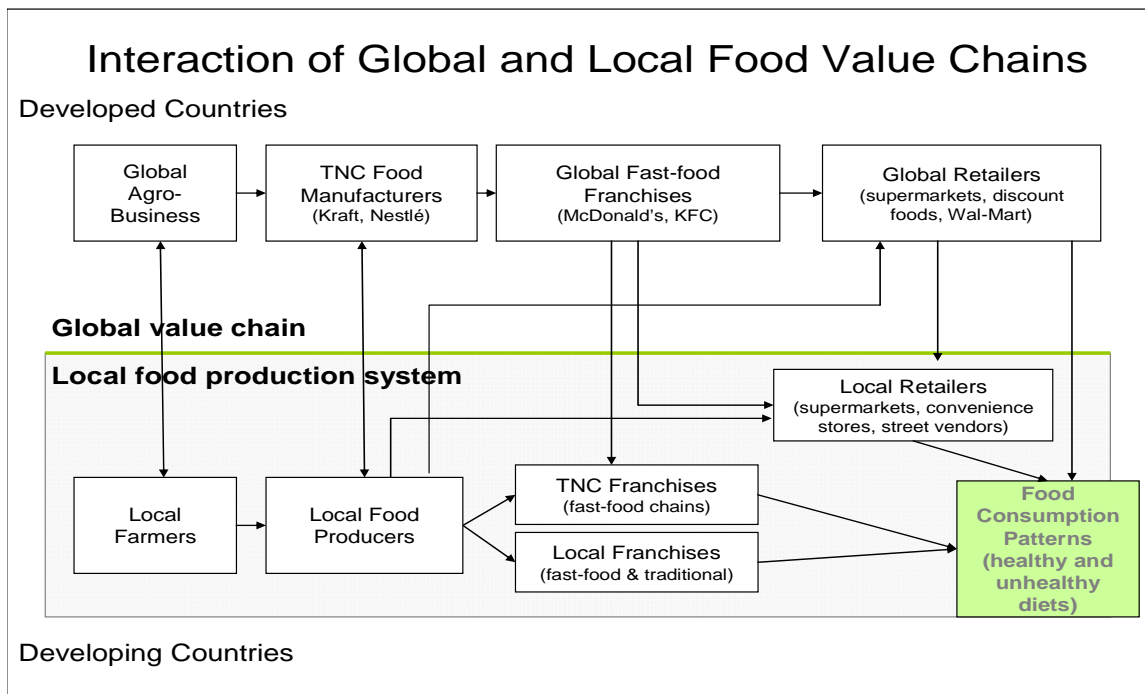 Interaction of Global and Local Food Value Chains
Developed Countries
Global
Agro-
Business
TNC Food
Manufacturers
(Kraft, Nestlé)
Global Fast-food
Franchises
(McDonald's, KFC)
Global Retailers
(supermarkets, discount
foods, Wal-Mart)
Global value chain
Local food production system
Local Retailers
(supermarkets, convenience
stores, street vendors)
Local
Farmers
Local Food
Producers
TNC Franchises
(fast-food chains)
Local Franchises
(fast-food & traditional)
Food
Consumption
Patterns
(healthy and
unhealthy
diets)
Developing Countries